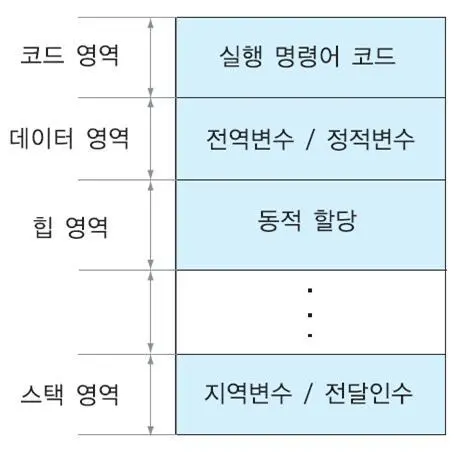 코드 영역 실행 명령어 코드
데이터 영역 전역변수 / 정적변수
힙 영역 동적 할당
스택 영역 지역변수 / 전달인수